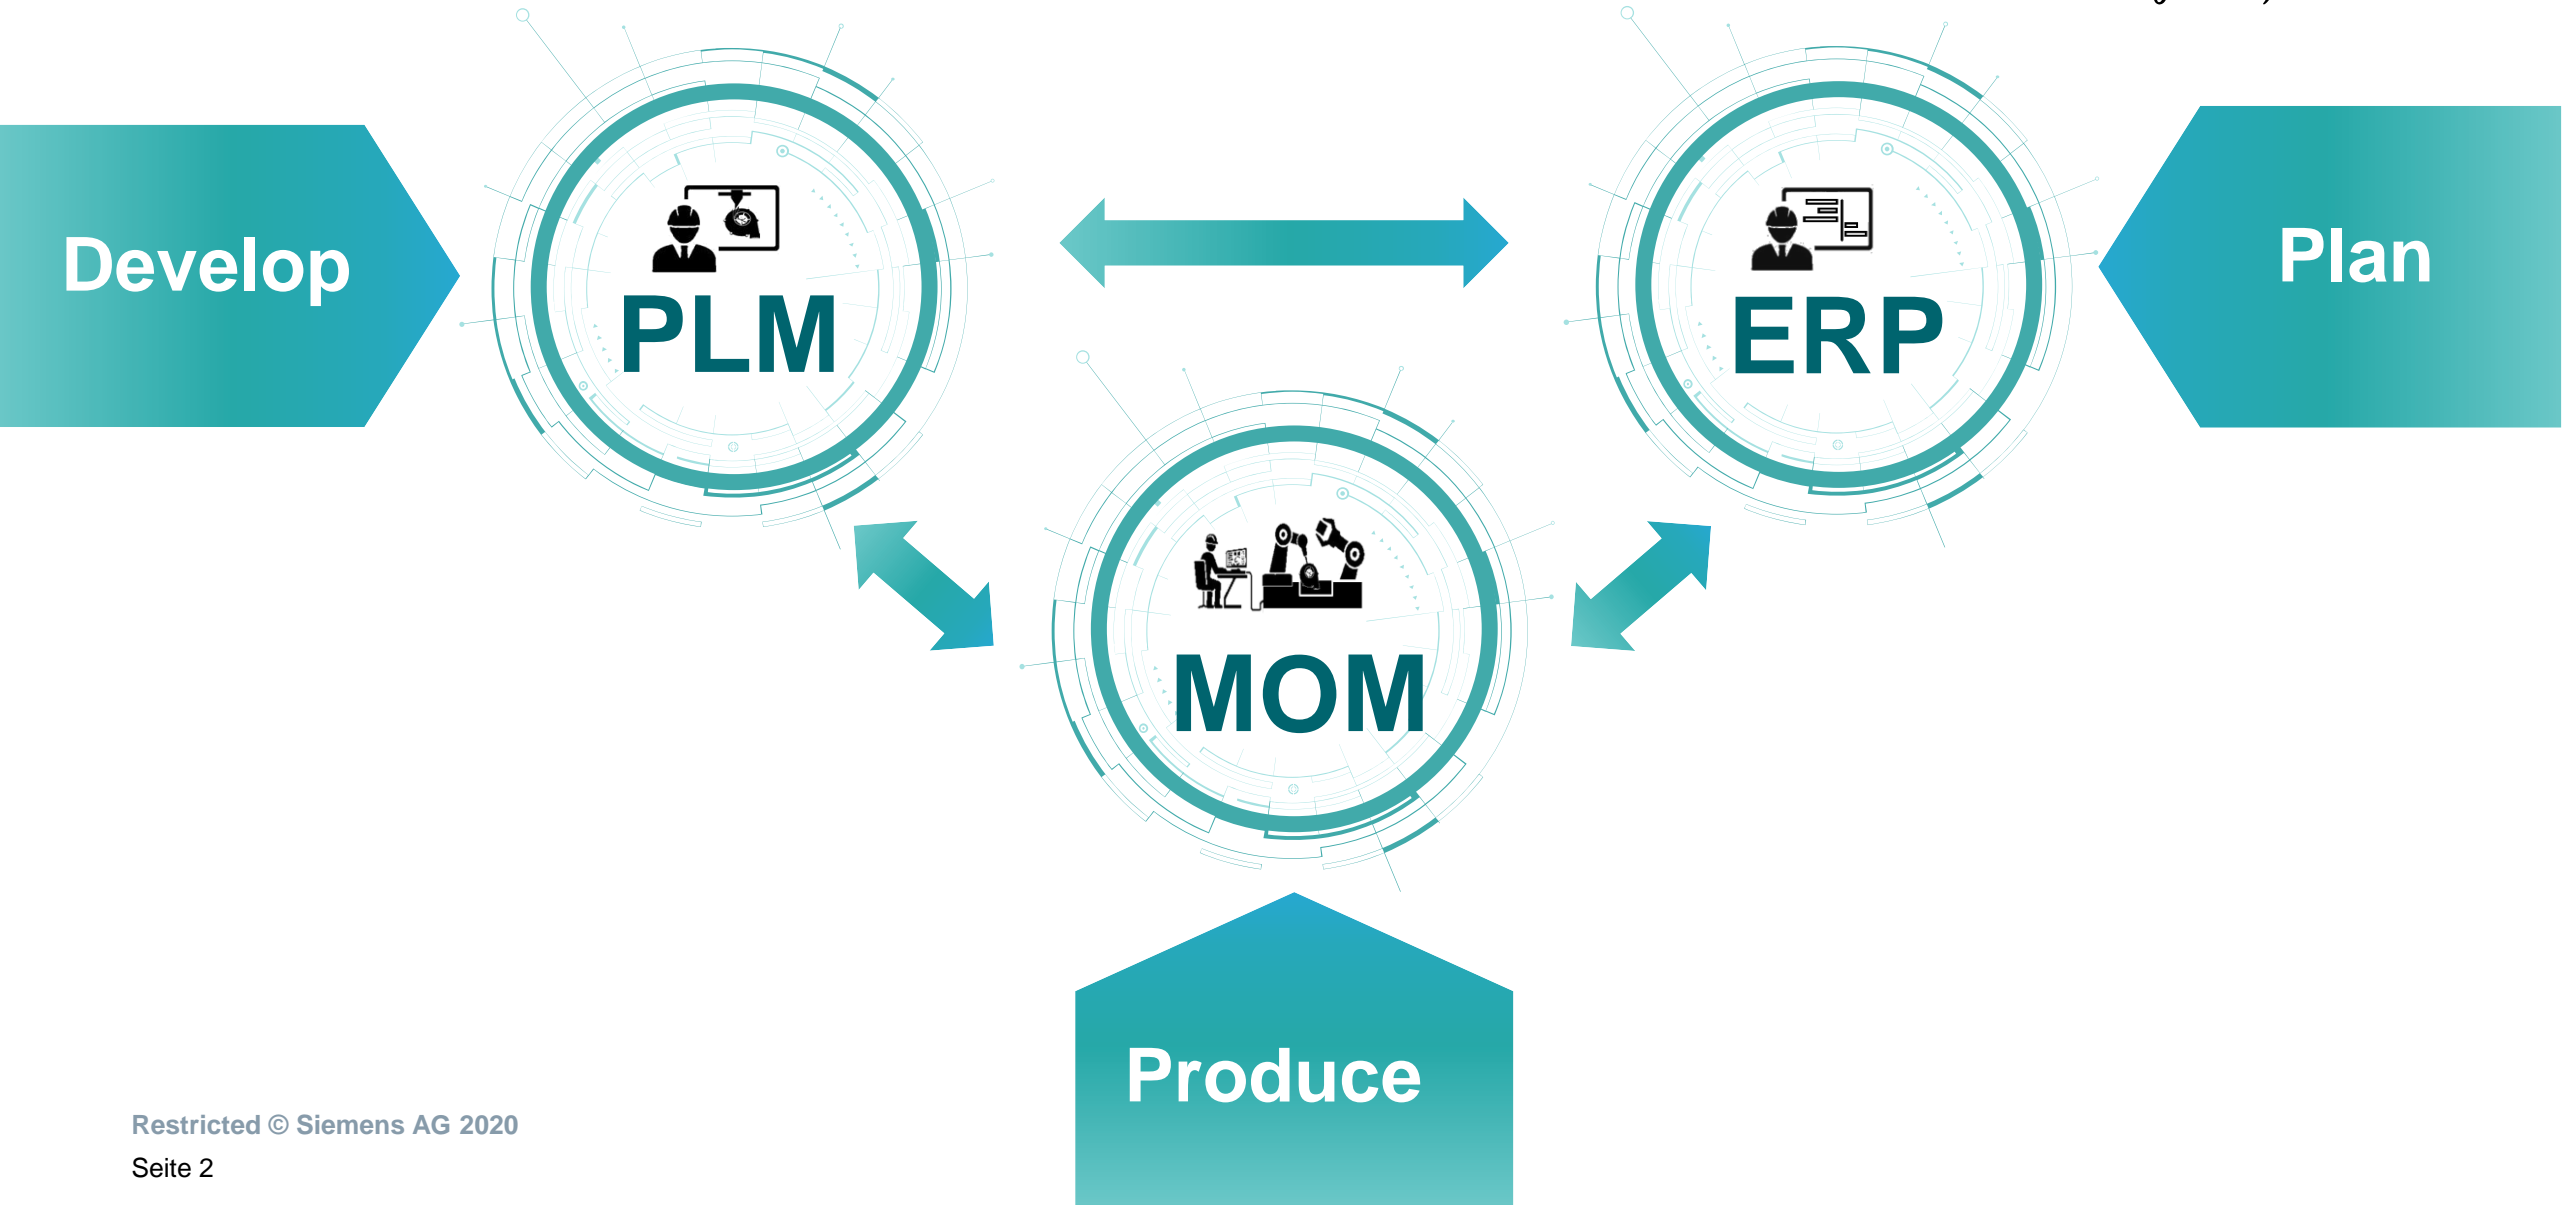 Develop
PLM
ERP
Plan
MOM
Produce
Restricted © Siemens AG 2020
Seite 2